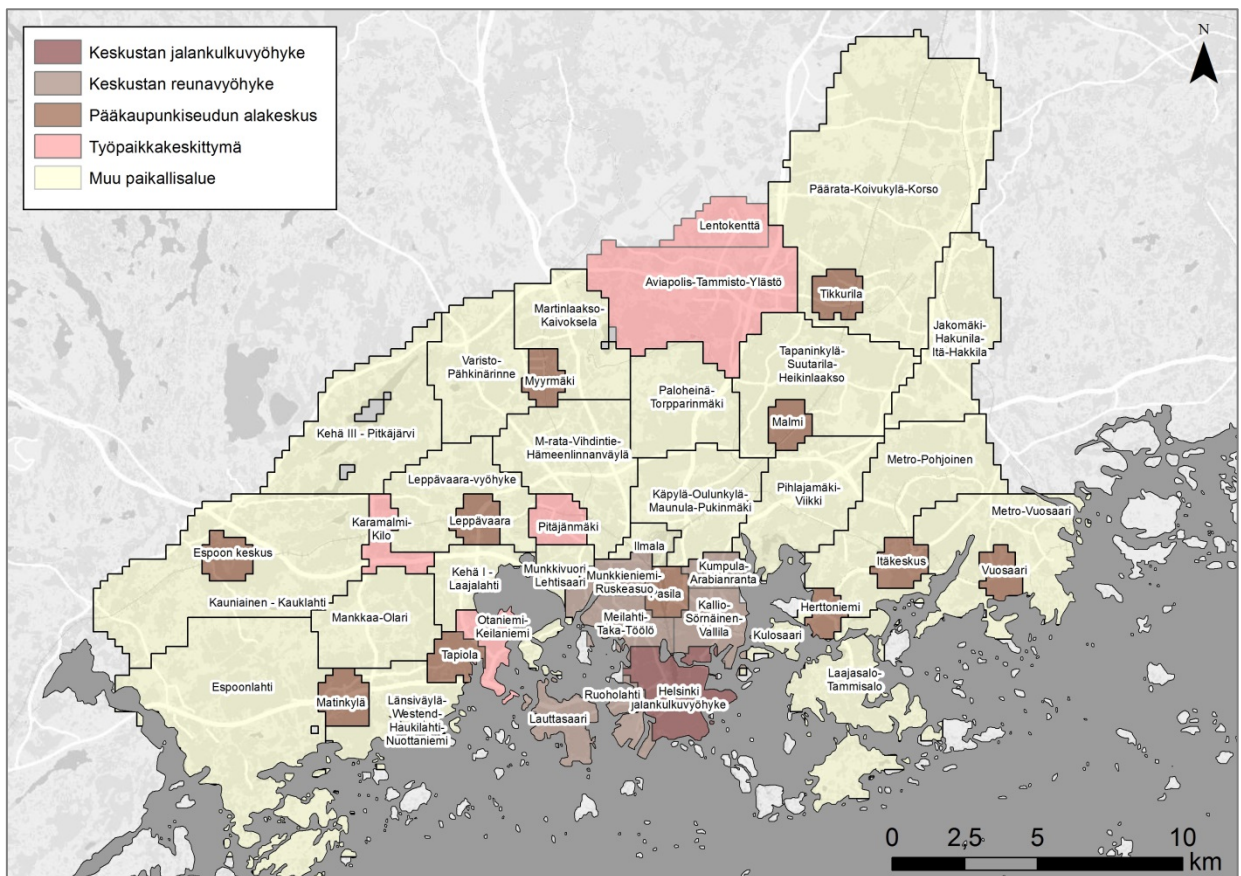 Keskustan jalankulkuvyöhyke
Keskustan reunavyöhyke
Pääkaupunkiseudun alakeskus
Työpaikkakeskittymä
Muu paikallisalue
N
Päärata-Koivukylä-Korso
Lentokenttä
Aviapolis-Tammisto-Ylästö
Tikkurila
Martinlaakso-
Kaivoksela
Jakomäki-
Hakunila-
Itä-Hakkila
Tapaninkylä-
Suutarila-
Heikinlaakso
Varisto-
Pähkinärinne
Myyrmäki
Paloheinä-
Torpparinmäki
Malmi
Kehä III - Pitkäjärvi
M-rata-Vihdintie-
Hämeenlinnanväylä
Metro-Pohjoinen
Leppävaara-vyöhyke
Pihlajamäki-
Viikki
Käpylä-Oulunkylä-
Maunula-Pukinmäki
Metro-Vuosaari
Karamalmi-
Kilo
Leppävaara
Pitäjänmäki
Ilmala
Espoon keskus
Itäkeskus
Vuosaari
Munkkivuori-
Lehtisaari
Munkkiniemi-
Ruskeasuo
Kumpula-
Arabianranta
Kehä I -
Laajalahti
Pasila
Kauniainen - Kauklahti
Mankkaa-Olari
Otaniemi-
Keilaniemi
Meilahti-
Taka-Töölö
Kallio-
Sörnäinen-
Vallila
Herttoniemi
Kulosaari
Tapiola
Laajasalo-
Tammisalo
Espoonlahti
Matinkylä
Länsiväylä-
Westend-
Haukilahti-
Nuottaniemi
Lauttasaari
Ruoholahti
Helsinki
jalankulkuvyöhyke
0 2,5 5 10
km